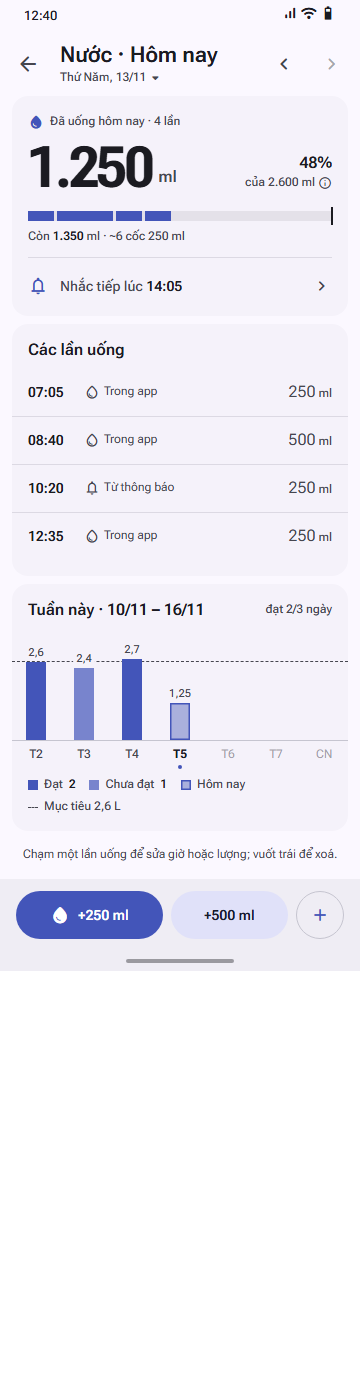 12:40
Nước · Hôm nay
Thứ Năm, 13/11
Đã uống hôm nay · 4 lần
1.250 ml
48%
của 2.600 ml
Còn 1.350 ml · ~6 cốc 250 ml
Nhắc tiếp lúc 14:05
Các lần uống
07:05 Trong app 250 ml
08:40 Trong app 500 ml
10:20 Từ thông báo 250 ml
12:35 Trong app 250 ml
Tuần này · 10/11 – 16/11 đạt 2/3 ngày
2,6 2,4 2,7 1,25
T2 T3 T4 T5 T6 T7 CN
Đạt 2 Chưa đạt 1 Hôm nay
Mục tiêu 2,6 L
Chạm một lần uống để sửa giờ hoặc lượng; vuốt trái để xoá.
+250 ml +500 ml +